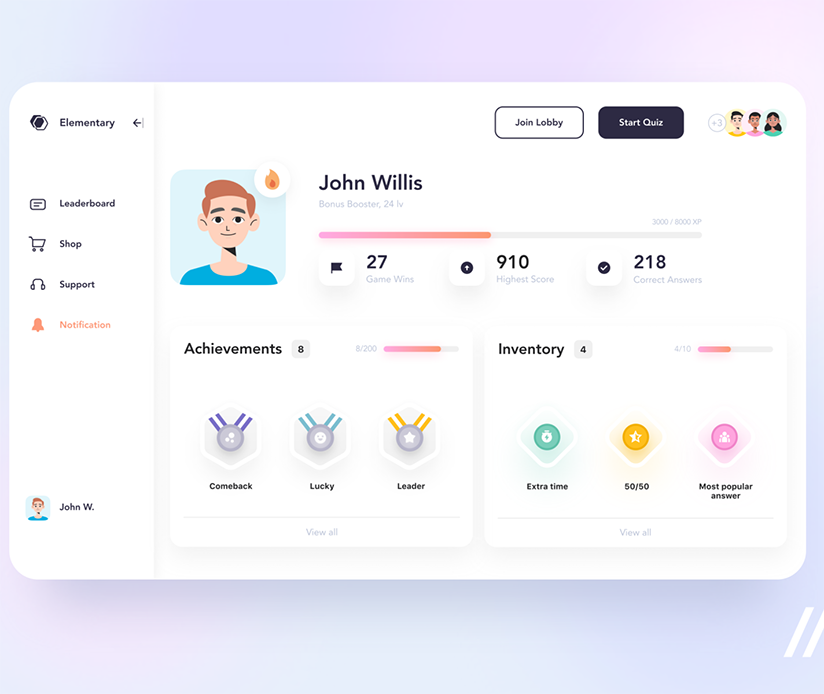 Elementary
Join Lobby
Start Quiz
+3
Leaderboard
Shop
Support
Notification
John W.
John Willis
Bonus Booster, 24 lv
3000 / 8000 XP
27
Game Wins
910
Highest Score
218
Correct Answers
Achievements 8
8/200
Comeback
Lucky
Leader
View all
Inventory 4
4/10
Extra time
50/50
Most popular
answer
View all